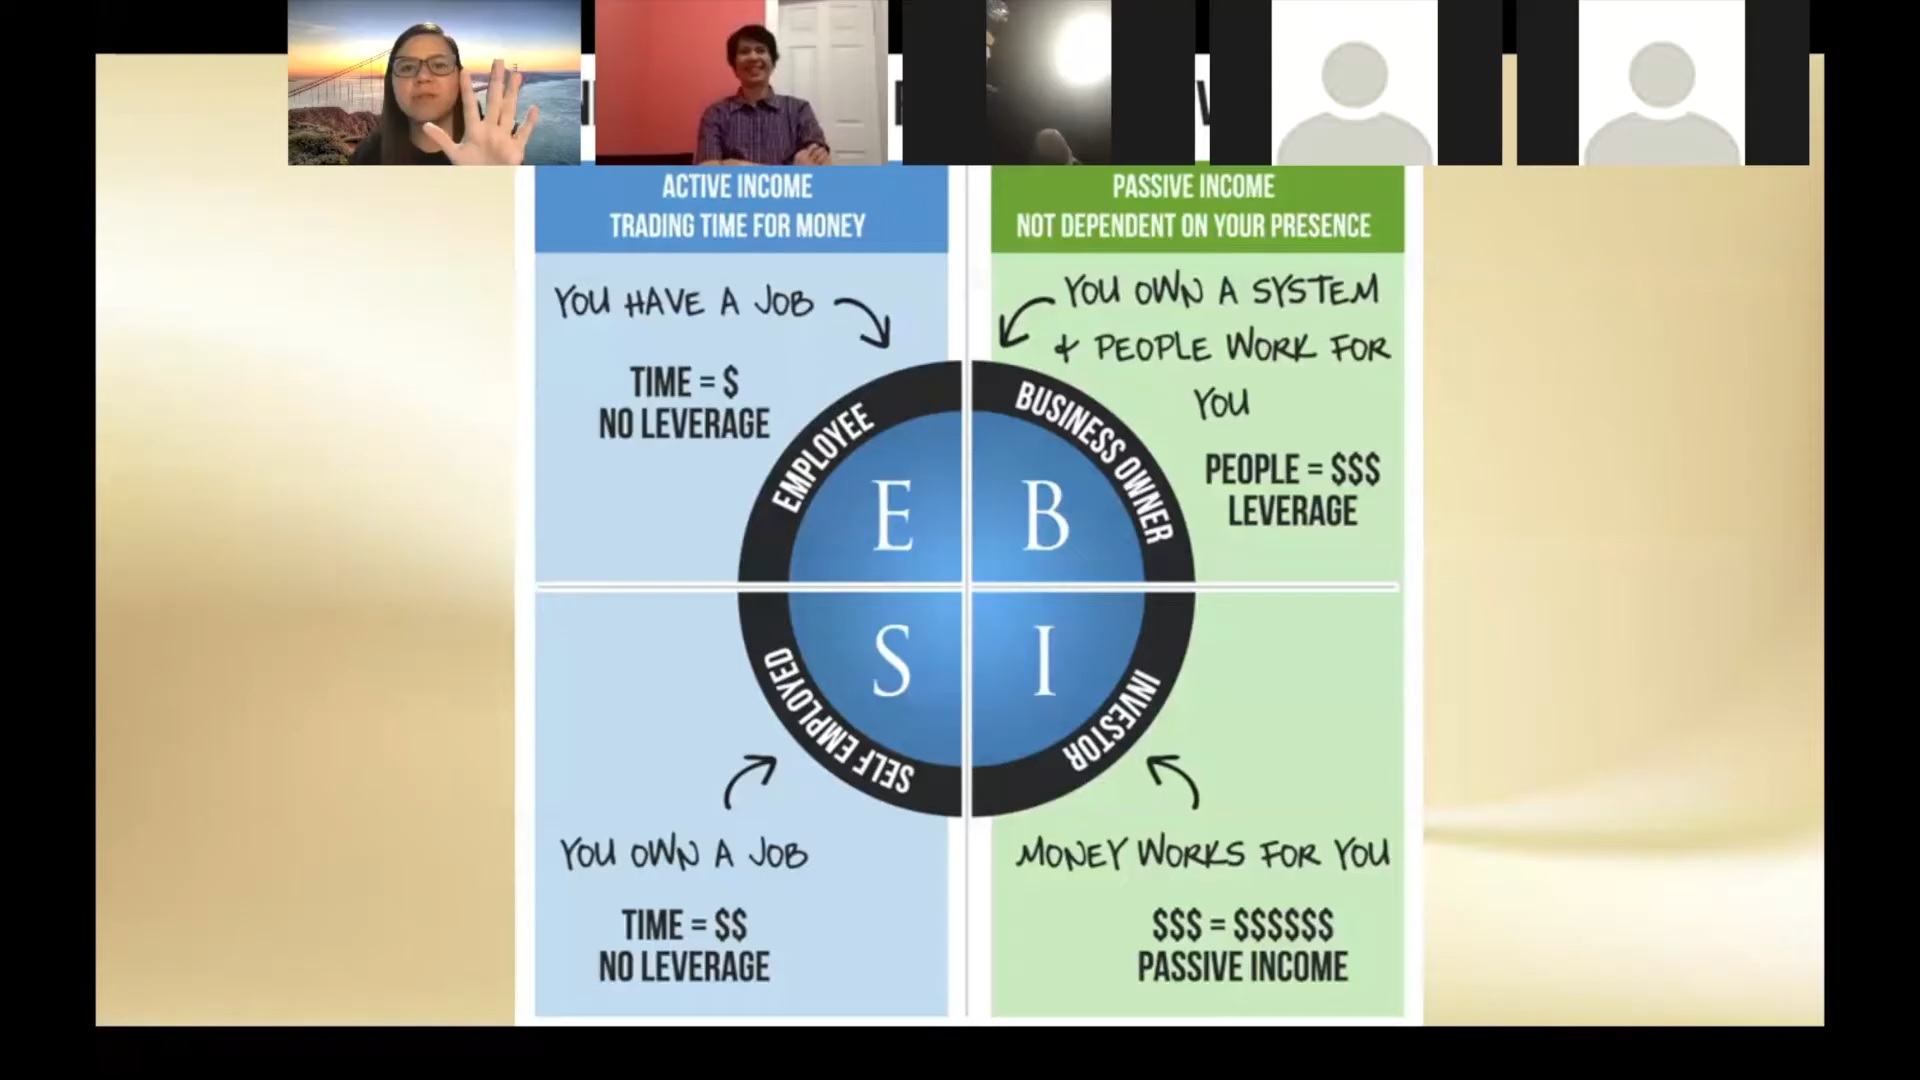 ACTIVE INCOME
TRADING TIME FOR MONEY
PASSIVE INCOME
NOT DEPENDENT ON YOUR PRESENCE
YOU HAVE A JOB
TIME = $
NO LEVERAGE
YOU OWN A SYSTEM
& PEOPLE WORK FOR
YOU
PEOPLE = $$$
LEVERAGE
EMPLOYEE
BUSINESS OWNER
E
B
S
I
SELF EMPLOYED
INVESTOR
YOU OWN A JOB
TIME = $$
NO LEVERAGE
MONEY WORKS FOR YOU
$$$ = $$$$$$
PASSIVE INCOME